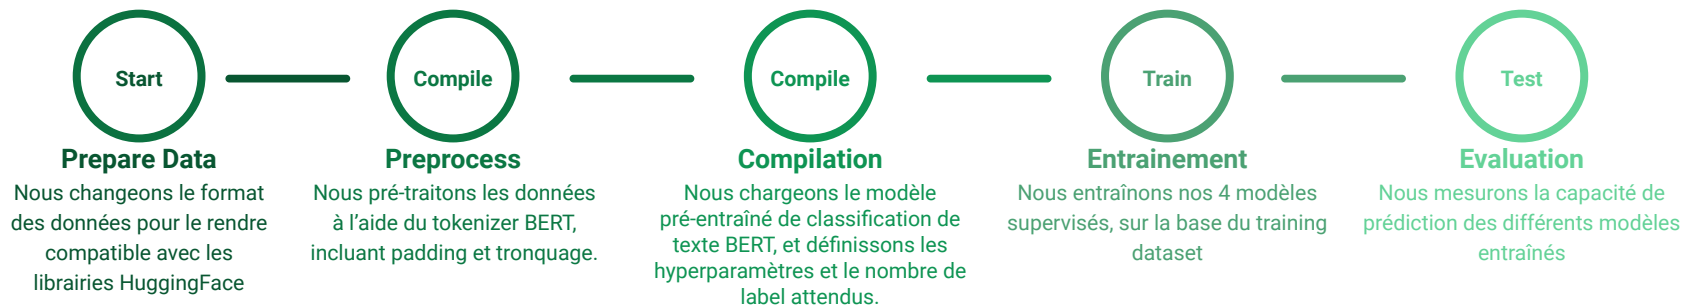 Start
Compile
Compile
Train
Test
Prepare Data
Nous changeons le format
des données pour le rendre
compatible avec les
librairies HuggingFace
Preprocess
Nous pré-traitons les données
à l’aide du tokenizer BERT,
incluant padding et tronquage.
Compilation
Nous chargeons le modèle
pré-entraîné de classification de
texte BERT, et définissons les
hyperparamètres et le nombre de
label attendus.
Entrainement
Nous entraînons nos 4 modèles
supervisés, sur la base du training
dataset
Evaluation
Nous mesurons la capacité de
prédiction des différents modèles
entraînés